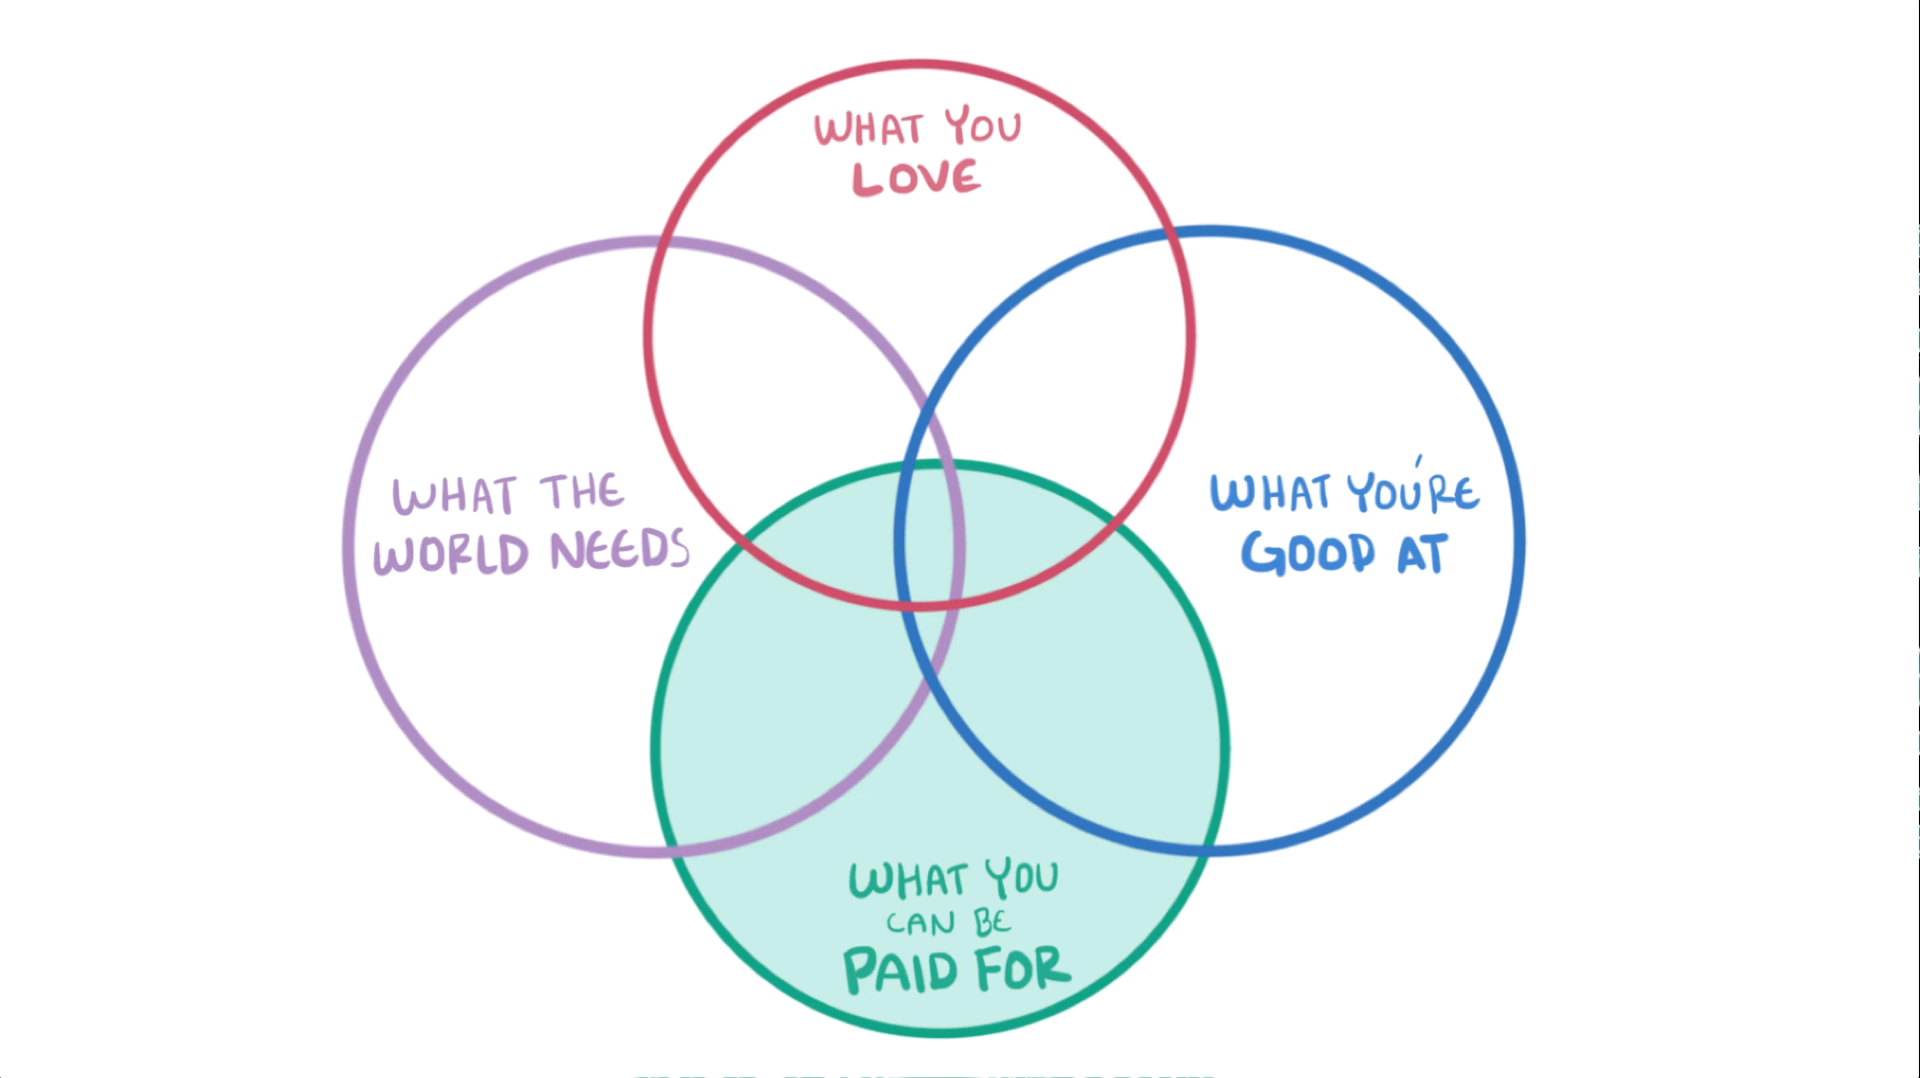 WHAT YOU
LOVE
WHAT THE
WORLD NEEDS
WHAT YOU'RE
GOOD AT
WHAT YOU
CAN BE
PAID FOR